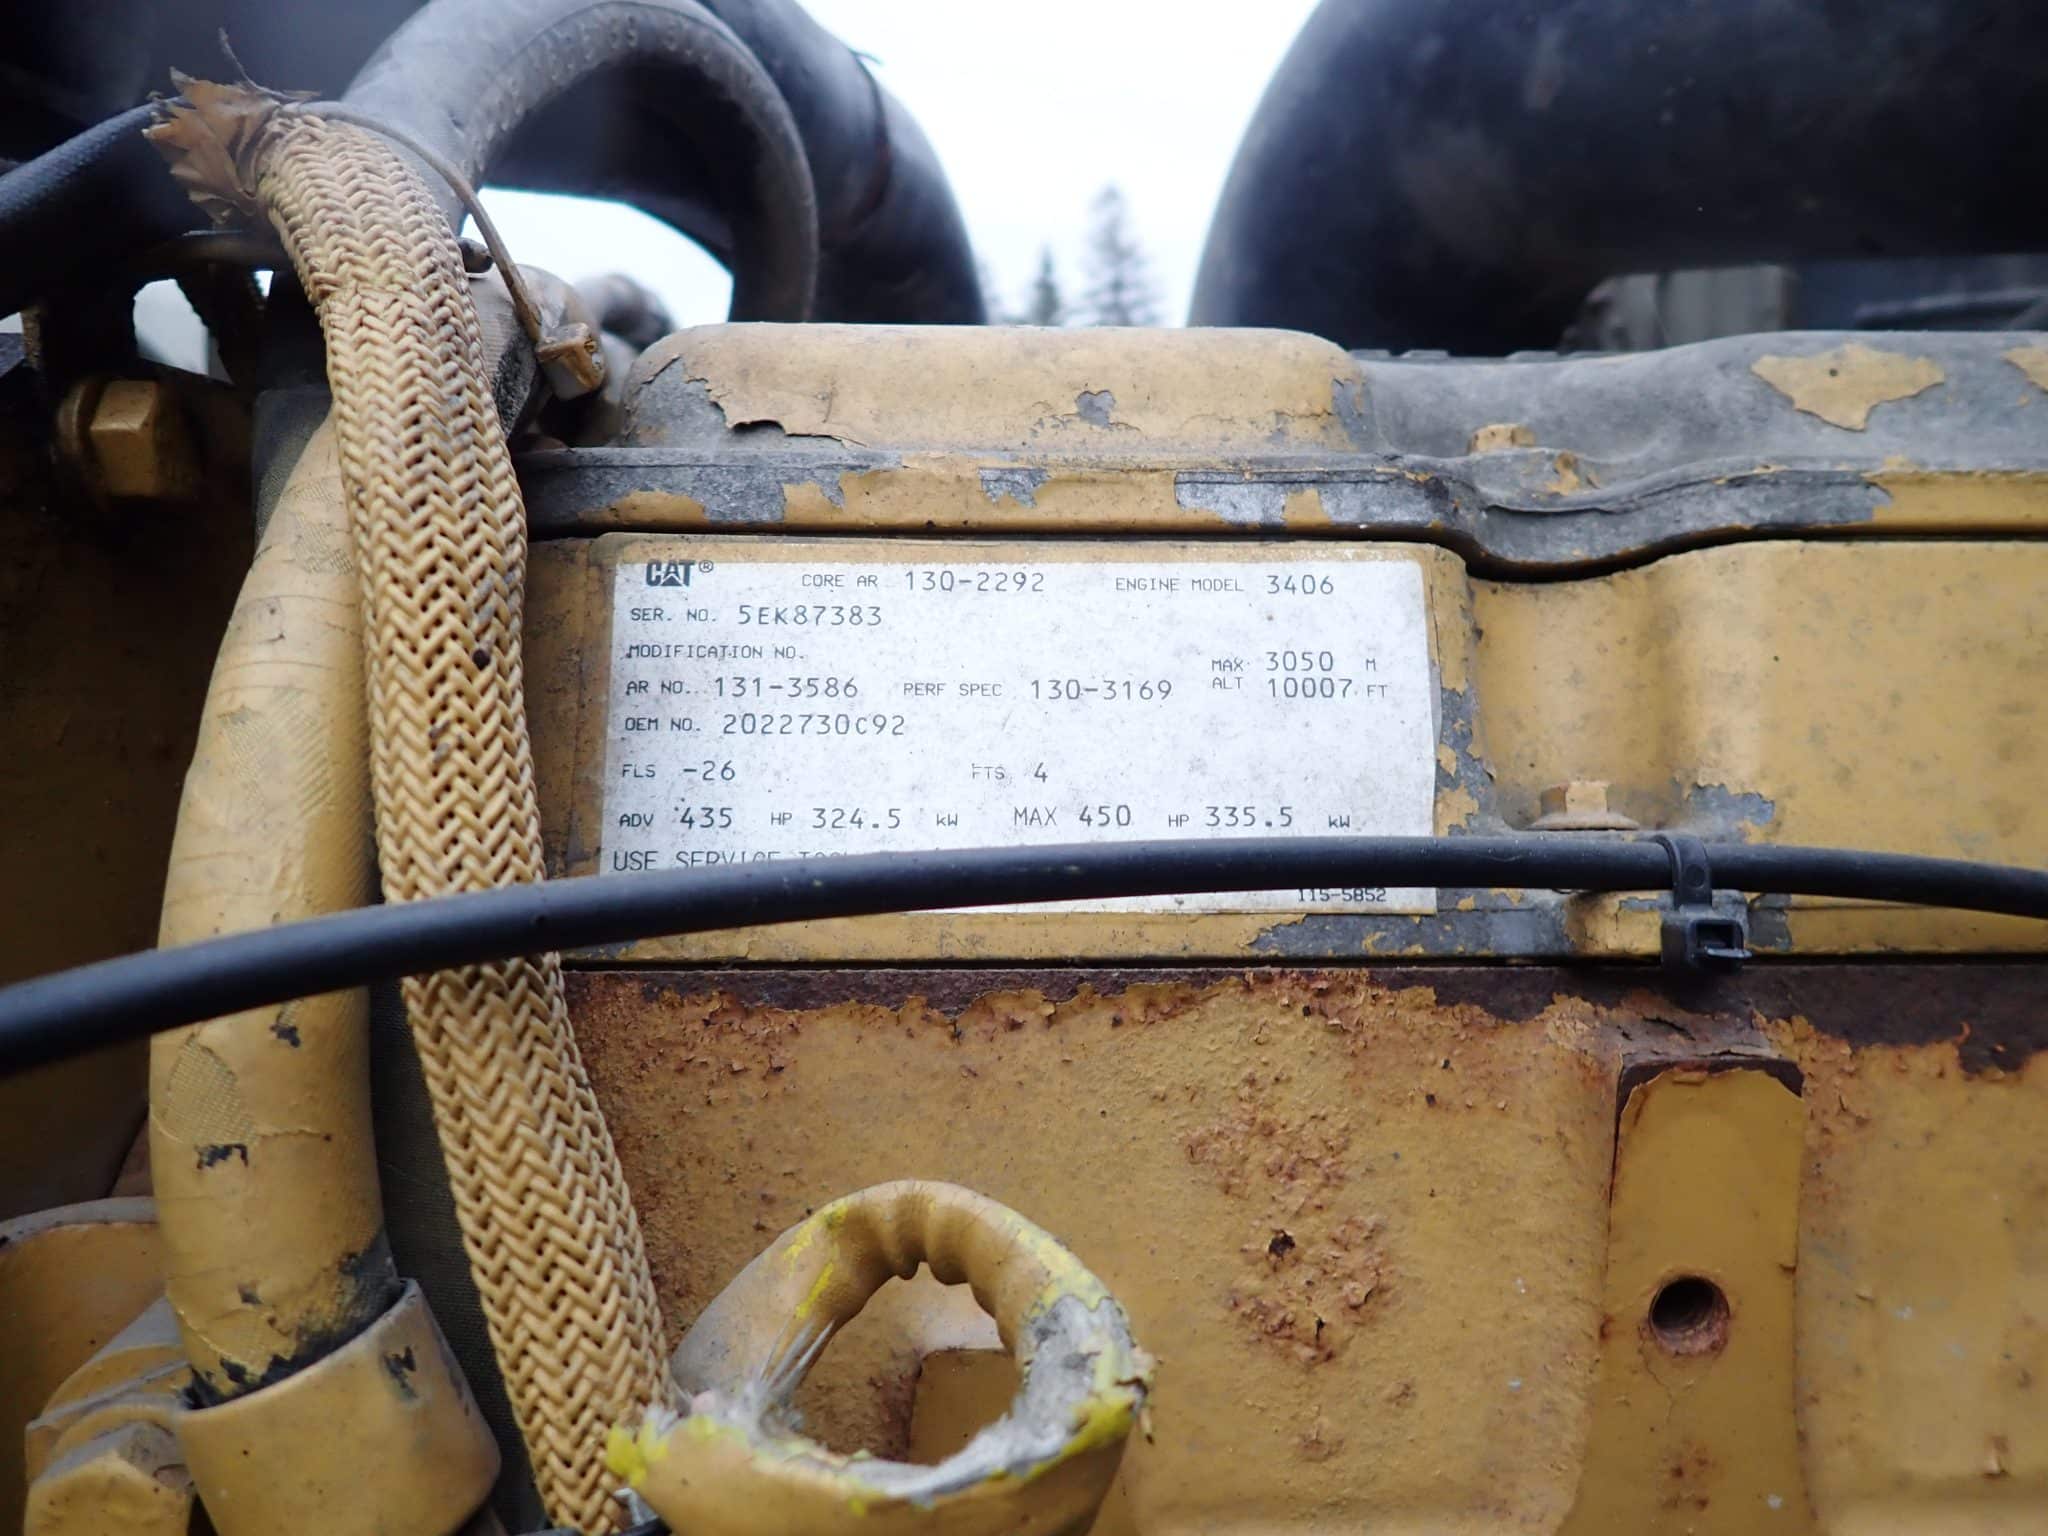 CAT® CORE AR 130-2292 ENGINE MODEL 3406
SER. NO. 5EK87383
MODIFICATION NO.
MAX 3050 M
AR NO. 131-3586 PERF SPEC 130-3169 ALT 10007 FT
OEM NO. 2022730C92
FLS -26 FTS 4
ADV 435 HP 324.5 kW MAX 450 HP 335.5 kW
USE SERVICE
115-5852